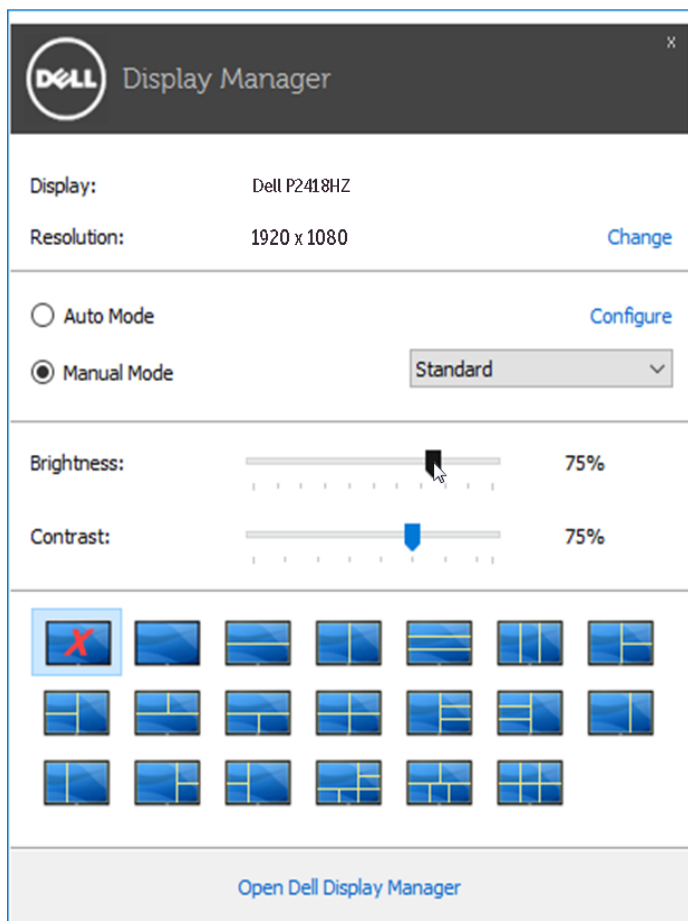 x
DELL Display Manager
Display: Dell P2418HZ
Resolution: 1920 x 1080 Change
Auto Mode Configure
Manual Mode Standard
Brightness: 75%
Contrast: 75%
X
Open Dell Display Manager